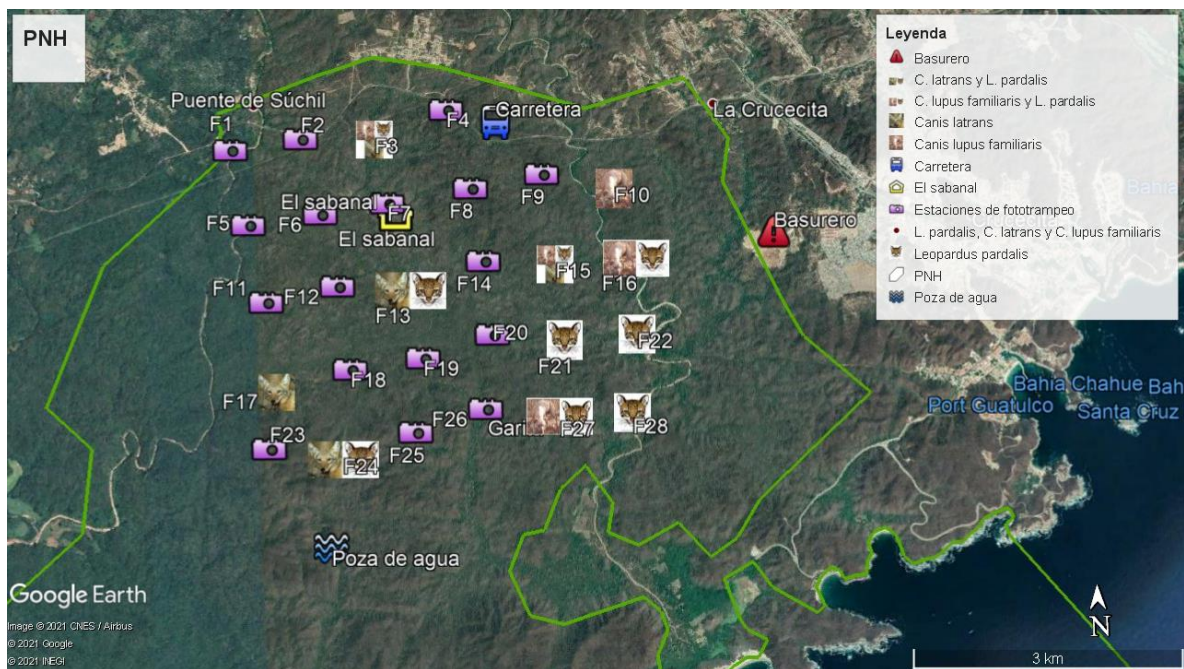 PNH
Leyenda
Basurero
C. latrans y L. pardalis
C. lupus familiaris y L. pardalis
Canis latrans
Canis lupus familiaris
Carretera
El sabanal
Estaciones de fototrampeo
L. pardalis, C. latrans y C. lupus familiaris
Leopardus pardalis
PNH
Poza de agua
Puente de Súchil
F1
F2
F3
F4
Carretera
La Crucecita
F5
F6
El sabanal
F7
El sabanal
F8
F9
F10
Basurero
F11
F12
F13
F14
F15
F16
F17
F18
F19
F20
F21
F22
F23
F24
F25
F26
Gari
F27
F28
Bahía Chahue
Port Guatulco
Bah
Santa Cruz
Poza de agua
Google Earth
Image © 2021 CNES / Airbus
© 2021 Google
© 2021 INEGI
N
3 km